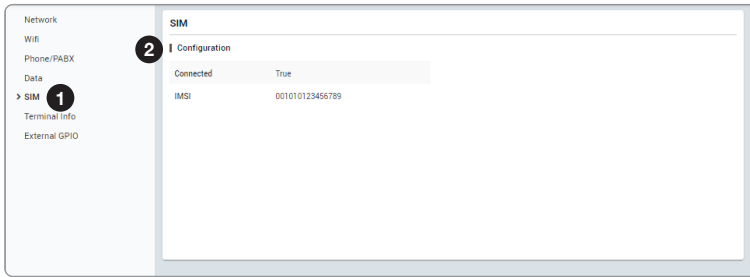 Network
Wifi
Phone/PABX
Data
> SIM 1
Terminal Info
External GPIO
SIM
2 Configuration
Connected True
IMSI 001010123456789